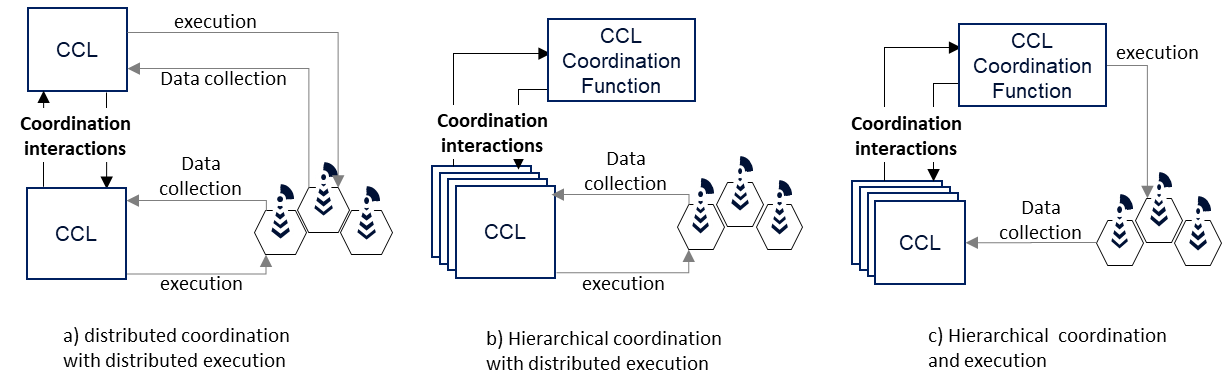 execution
CCL
Data collection
Coordination
interactions
Data
collection
CCL
execution
a) distributed coordination
with distributed execution
CCL
Coordination
Function
Coordination
interactions
Data
collection
CCL
execution
b) Hierarchical coordination
with distributed execution
CCL
Coordination
Function
execution
Coordination
interactions
Data
collection
CCL
c) Hierarchical coordination
and execution